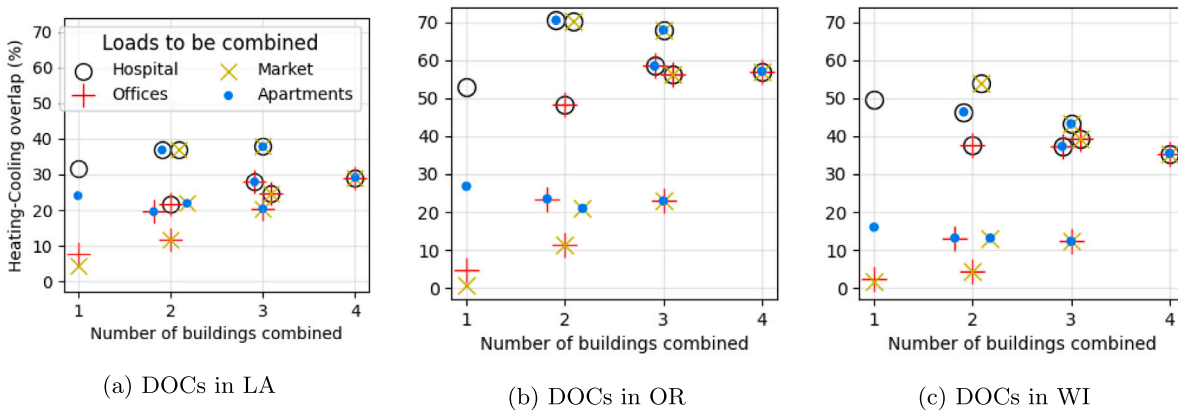 Heating-Cooling overlap (%)
70
60
50
40
30
20
10
0
Loads to be combined
Hospital
Market
Offices
Apartments
1 2 3 4
Number of buildings combined
(a) DOCs in LA
70
60
50
40
30
20
10
0
1 2 3 4
Number of buildings combined
(b) DOCs in OR
70
60
50
40
30
20
10
0
1 2 3 4
Number of buildings combined
(c) DOCs in WI